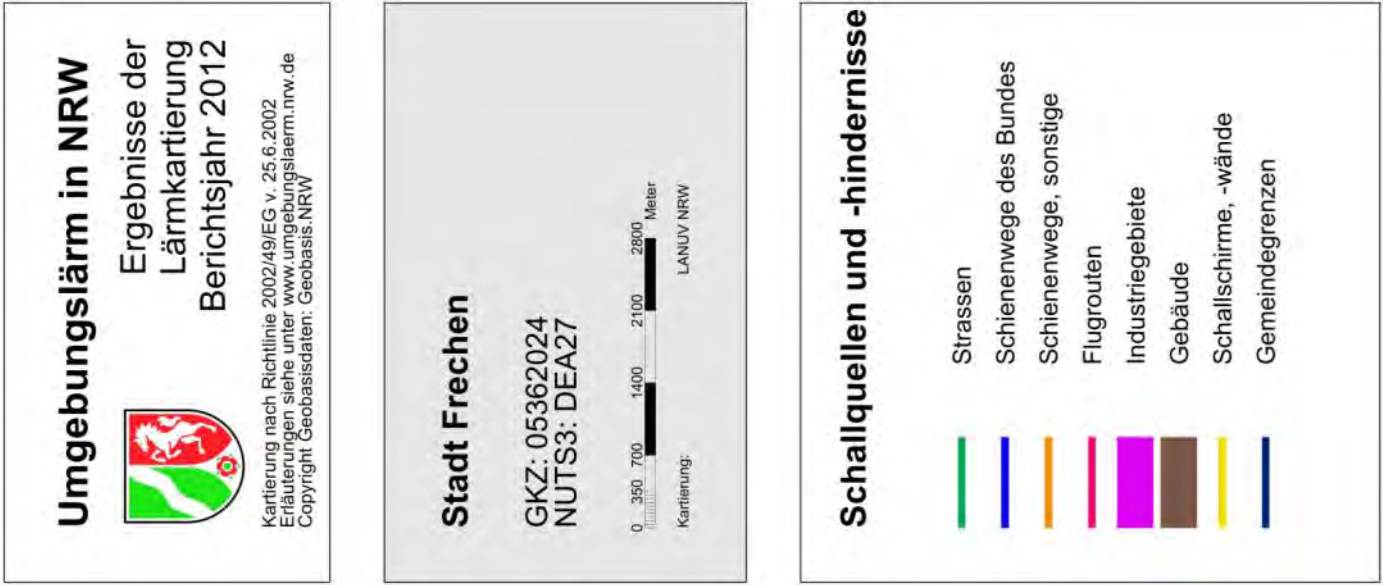 Umgebungslärm in NRW
Ergebnisse der
Lärmkartierung
Berichtsjahr 2012
Kartierung nach Richtlinie 2002/49/EG v. 25.6.2002
Erläuterungen siehe unter www.umgebungslaerm.nrw.de
Copyright Geobasisdaten: Geobasis.NRW
Stadt Frechen
GKZ: 05362024
NUTS3: DEA27
0 350 700 1400 2100 2800
Meter
Kartierung: LANUV NRW
Schallquellen und -hindernisse
Strassen
Schienenwege des Bundes
Schienenwege, sonstige
Flugrouten
Industriegebiete
Gebäude
Schallschirme, -wände
Gemeindegrenzen